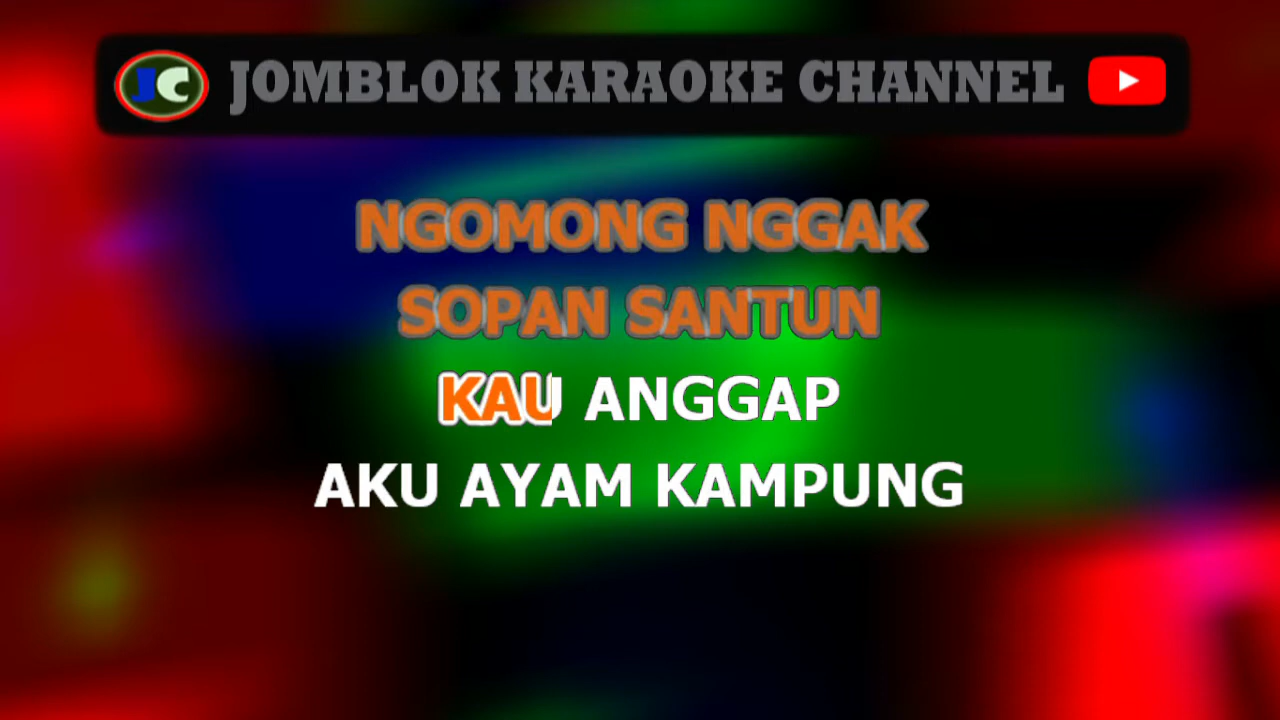 JC JOMBLOK KARAOKE CHANNEL
NGOMONG NGGAK
SOPAN SANTUN
KAU ANGGAP
AKU AYAM KAMPUNG